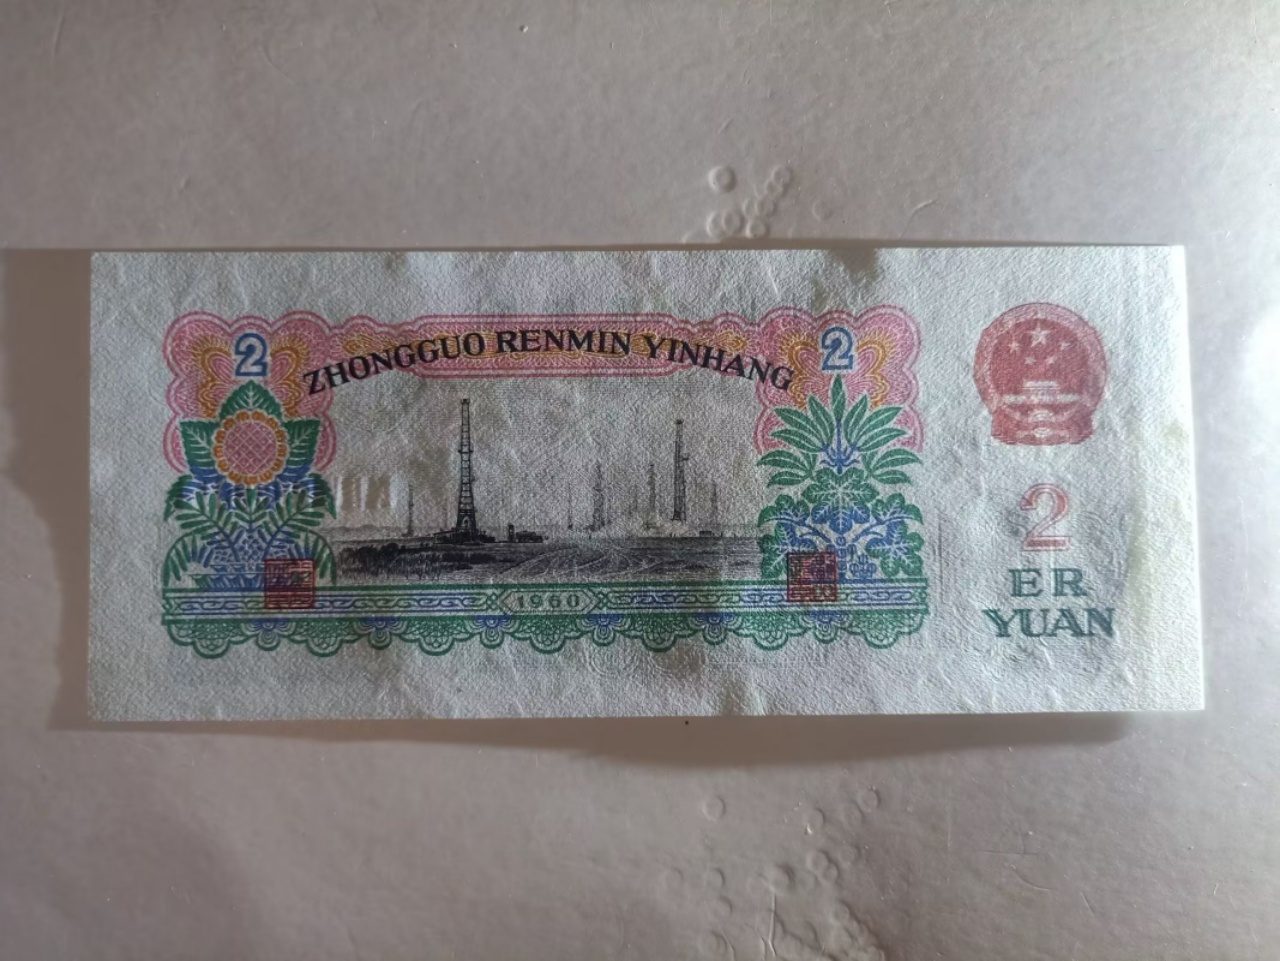 2
ZHONGGUO RENMIN YINHANG
2
1960
2
ER
YUAN